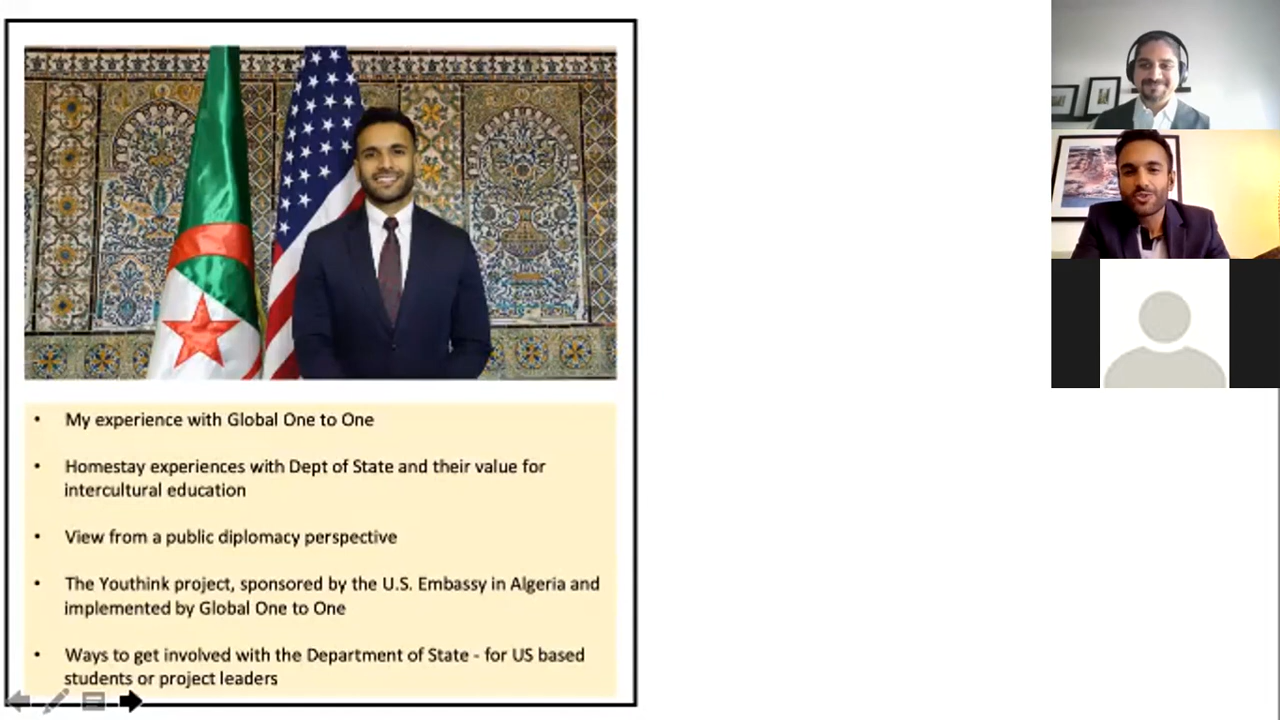 • My experience with Global One to One
• Homestay experiences with Dept of State and their value for
intercultural education
• View from a public diplomacy perspective
• The Youthink project, sponsored by the U.S. Embassy in Algeria and
implemented by Global One to One
• Ways to get involved with the Department of State - for US based
students or project leaders